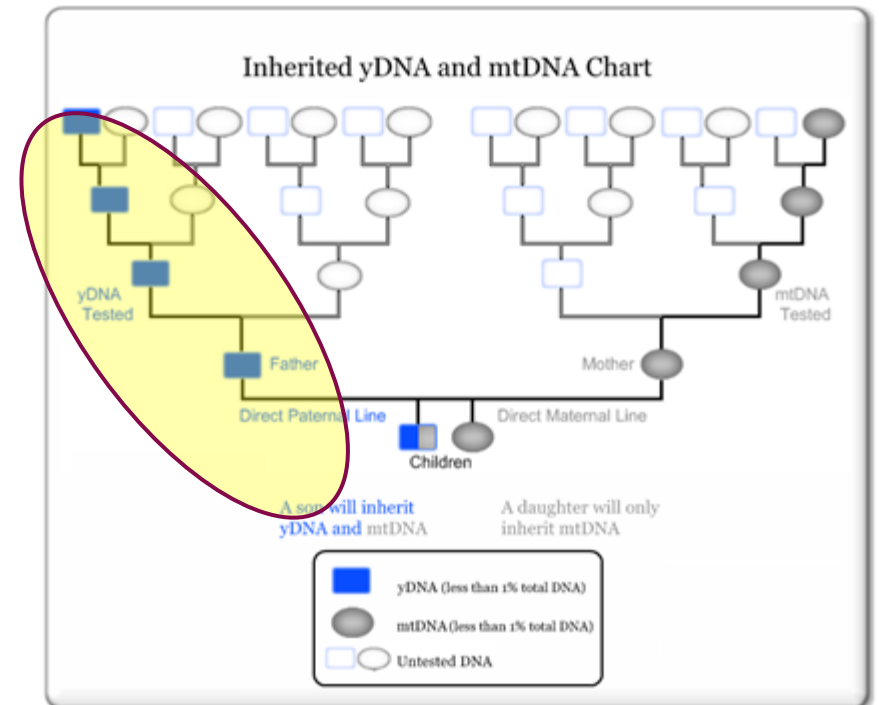 Inherited yDNA and mtDNA Chart
yDNA
Tested
mtDNA
Tested
Father
Mother
Direct Paternal Line
Direct Maternal Line
Children
A son will inherit
yDNA and mtDNA
A daughter will only
inherit mtDNA
yDNA (less than 1% total DNA)
mtDNA(less than 1% total DNA)
Untested DNA